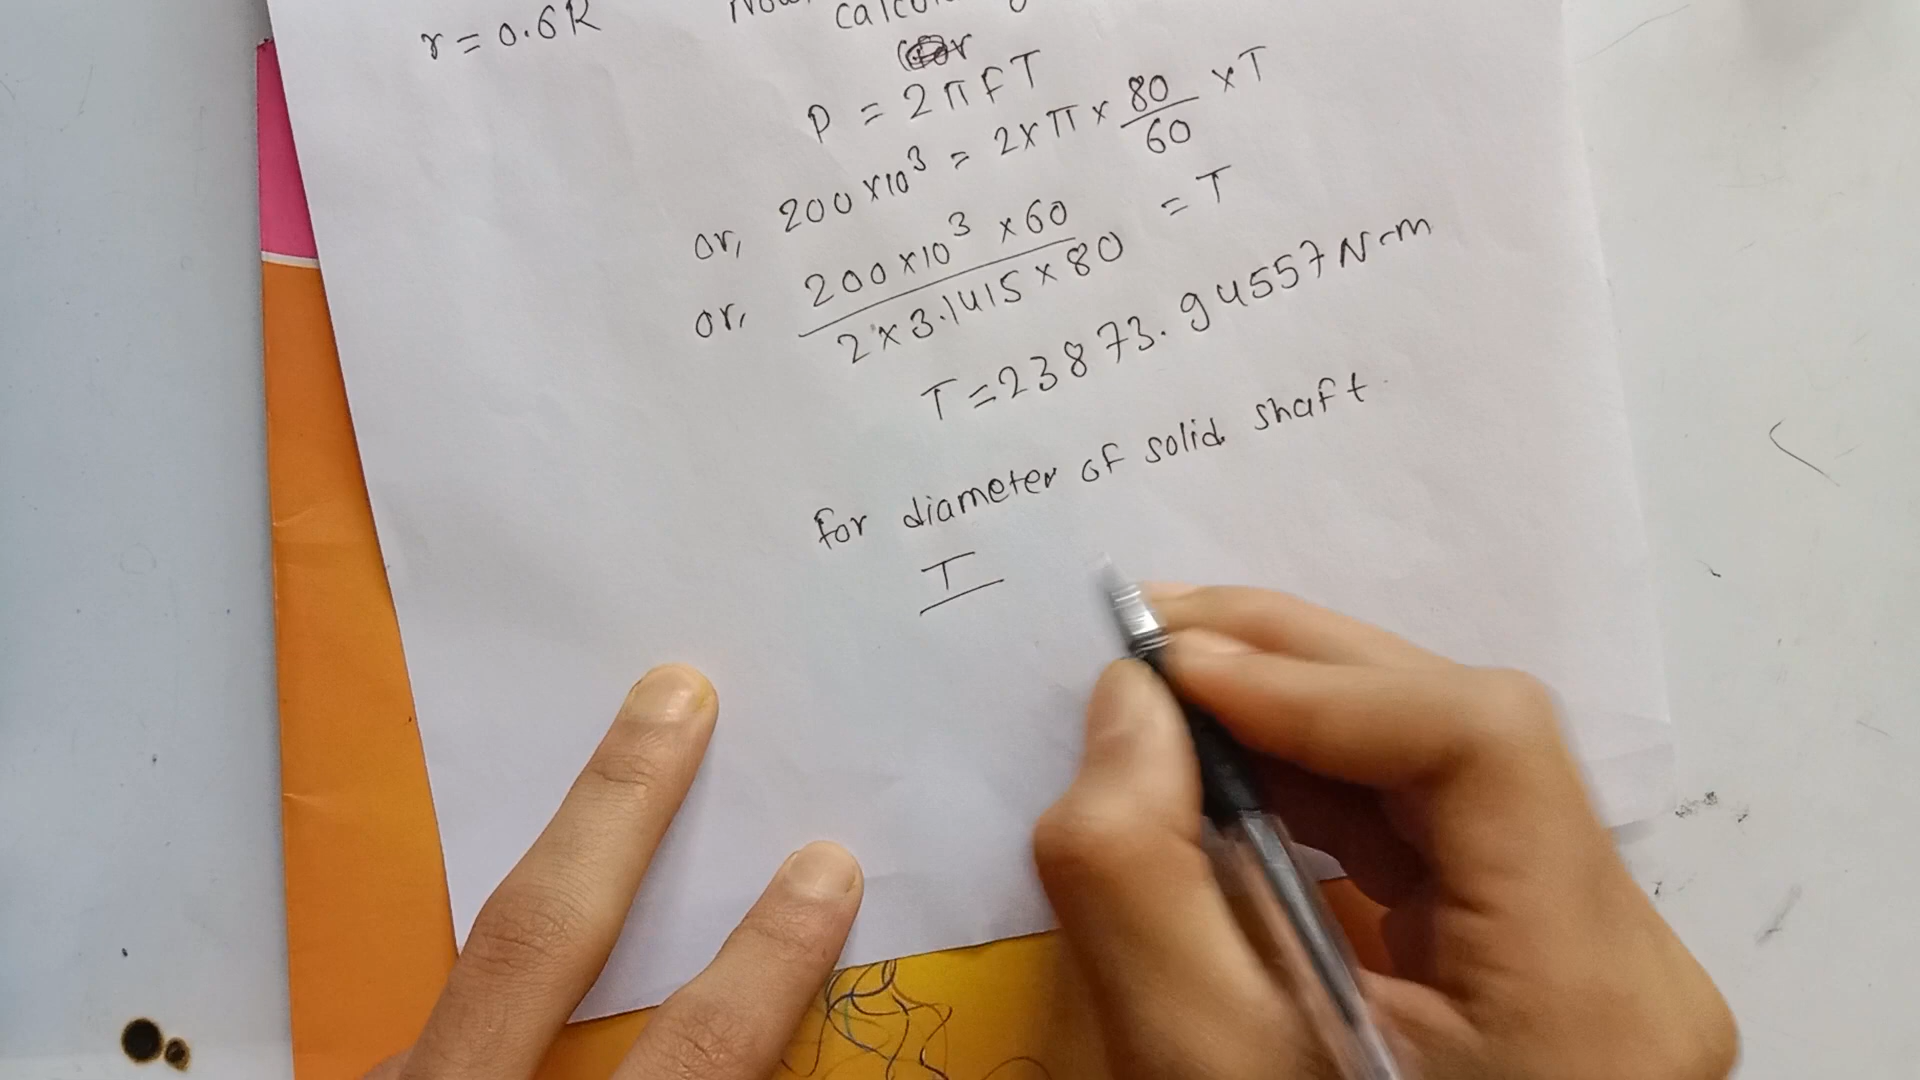 r = 0.6R
P = 2πFT
or, 200×10³ = 2×π× 80/60 ×T
or, 200×10³ ×60 / 2×3.1415×80 = T
T=23873.94557 N-m
for diameter of solid shaft
T